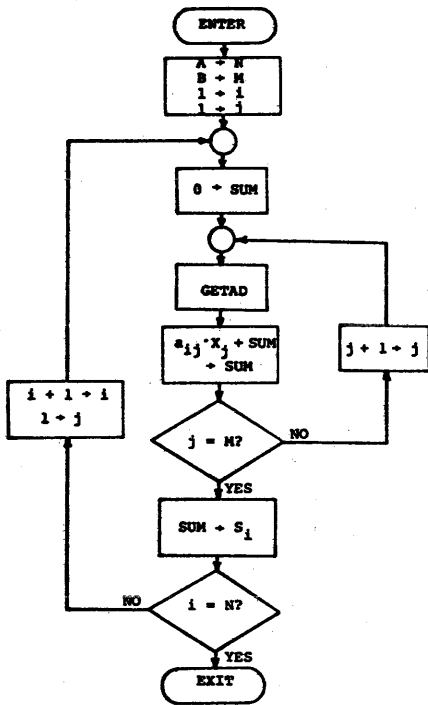 ENTER
A → N
B → M
1 → i
1 → j
0 → SUM
GETAD
a_ij·X_j + SUM
→ SUM
j + 1 → j
i + 1 → i
1 → j
j = M?
NO
YES
SUM → S_i
NO
i = N?
YES
EXIT